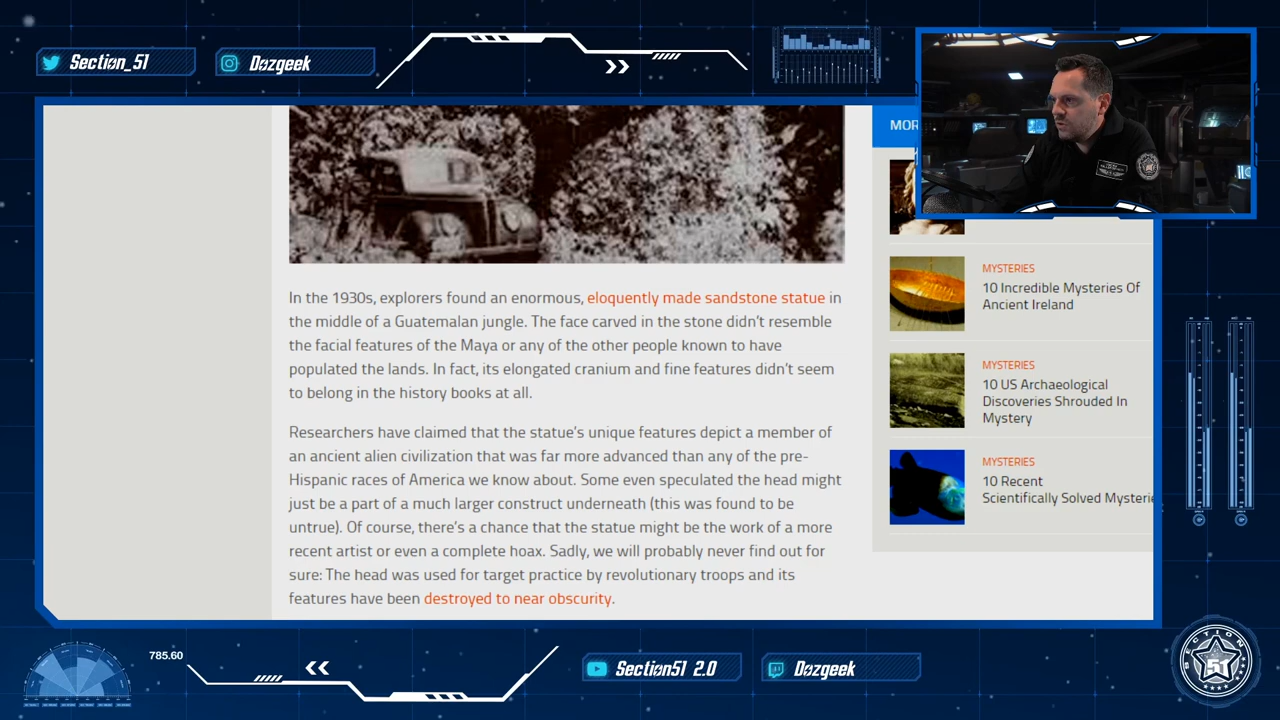 Section_51
Dazgeek
MOR
In the 1930s, explorers found an enormous, eloquently made sandstone statue in
the middle of a Guatemalan jungle. The face carved in the stone didn't resemble
the facial features of the Maya or any of the other people known to have
populated the lands. In fact, its elongated cranium and fine features didn't seem
to belong in the history books at all.
Researchers have claimed that the statue's unique features depict a member of
an ancient alien civilization that was far more advanced than any of the pre-
Hispanic races of America we know about. Some even speculated the head might
just be a part of a much larger construct underneath (this was found to be
untrue). Of course, there's a chance that the statue might be the work of a more
recent artist or even a complete hoax. Sadly, we will probably never find out for
sure: The head was used for target practice by revolutionary troops and its
features have been destroyed to near obscurity.
MYSTERIES
10 Incredible Mysteries Of
Ancient Ireland
MYSTERIES
10 US Archaeological
Discoveries Shrouded In
Mystery
MYSTERIES
10 Recent
Scientifically Solved Mysterie
785.60
Section51 2.0
Dazgeek
SECTION
51